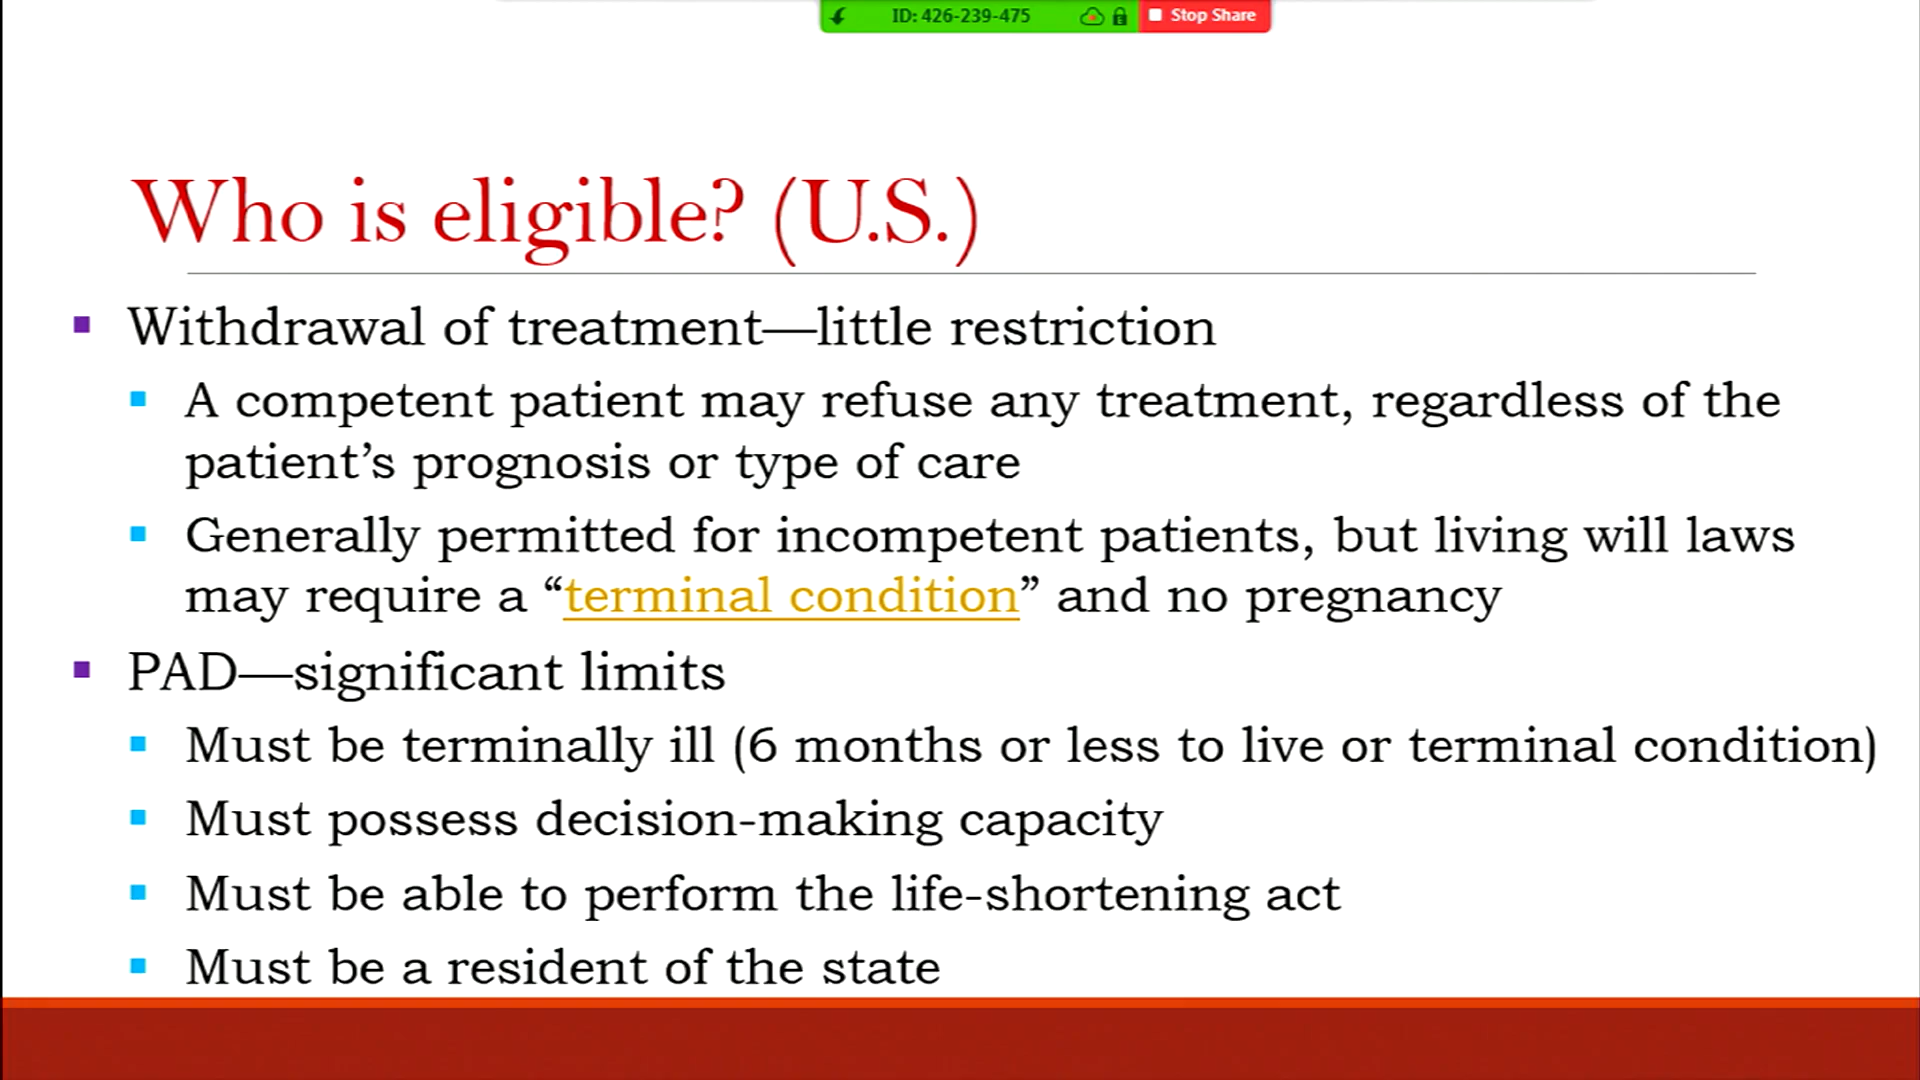 ID: 426-239-475
Stop Share
Who is eligible? (U.S.)
Withdrawal of treatment—little restriction
A competent patient may refuse any treatment, regardless of the
patient’s prognosis or type of care
Generally permitted for incompetent patients, but living will laws
may require a “terminal condition” and no pregnancy
PAD—significant limits
Must be terminally ill (6 months or less to live or terminal condition)
Must possess decision-making capacity
Must be able to perform the life-shortening act
Must be a resident of the state